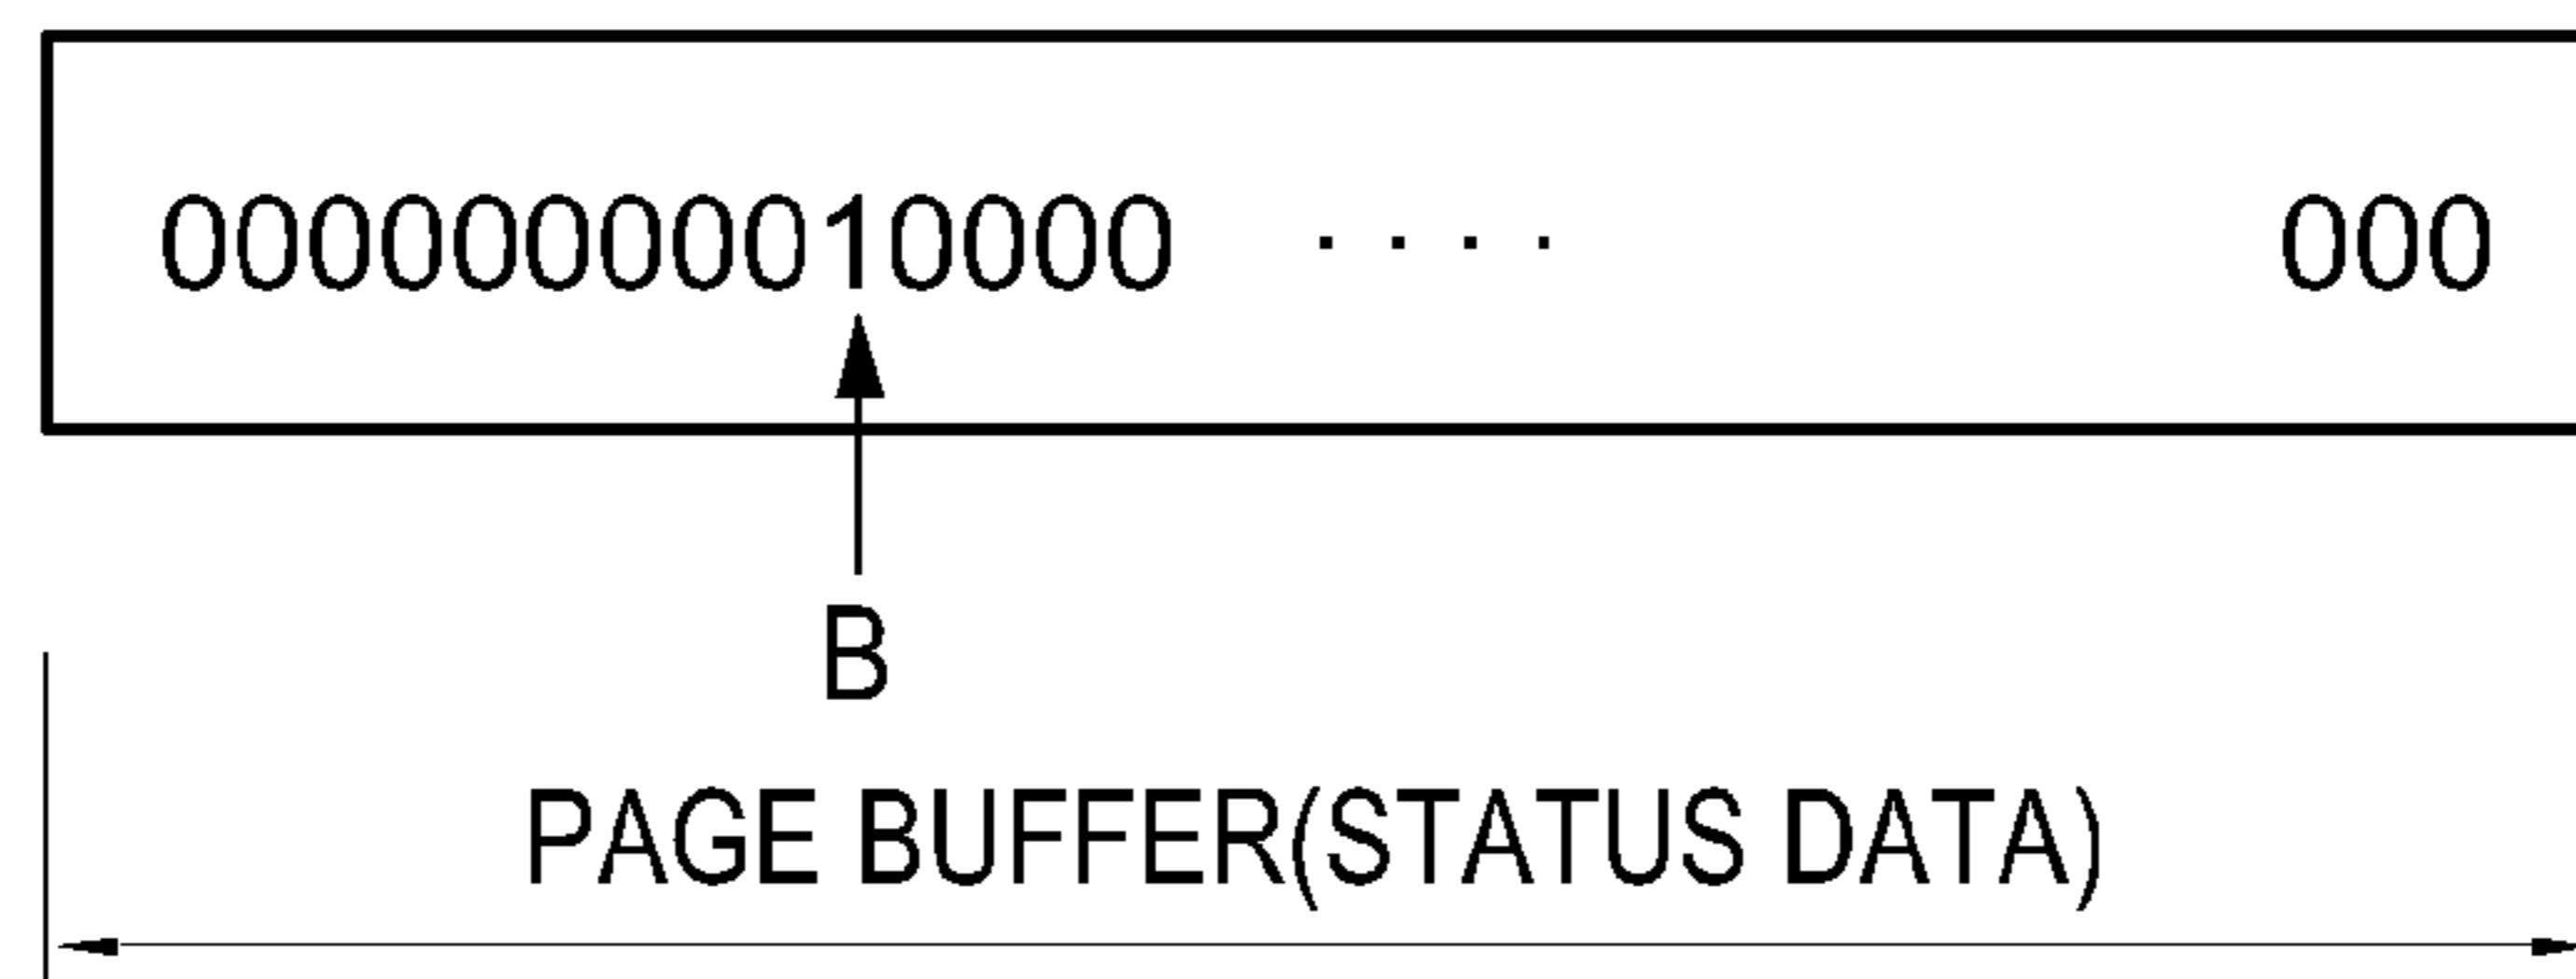 00000000010000 . . . . 000
B
PAGE BUFFER(STATUS DATA)